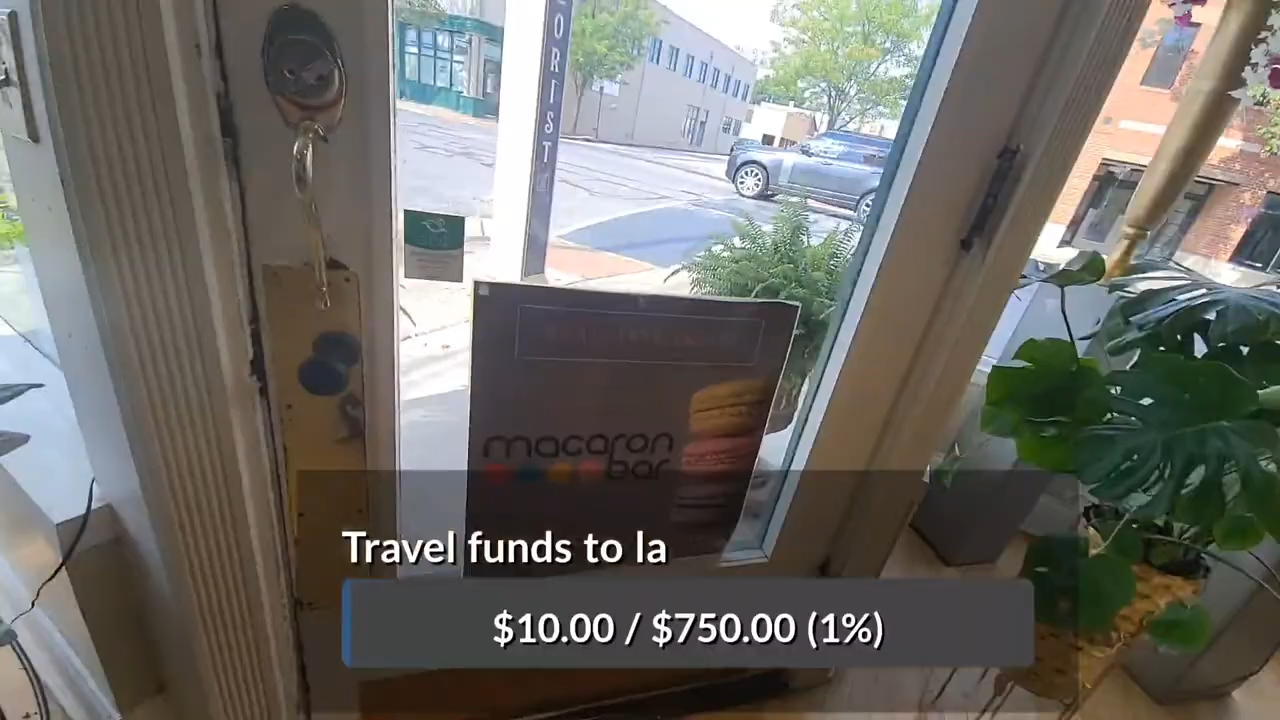 ORIST
macaron
bar
Travel funds to la
$10.00 / $750.00 (1%)